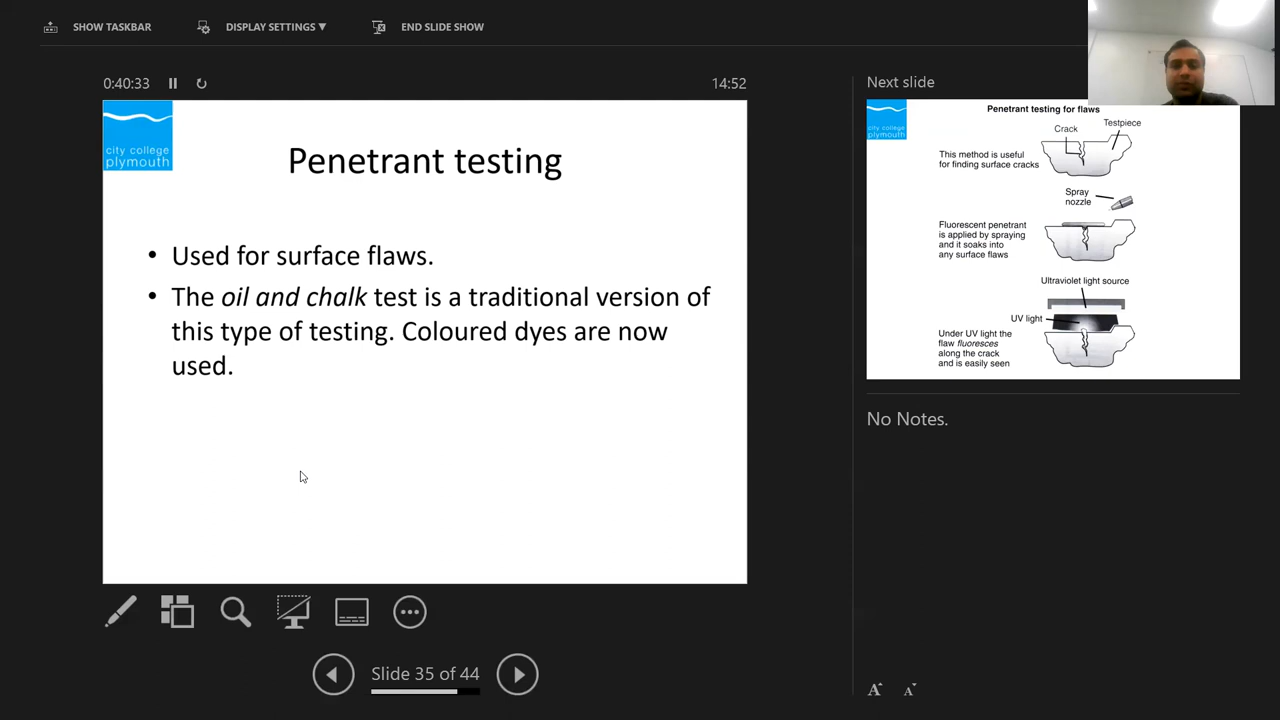 SHOW TASKBAR
DISPLAY SETTINGS ▼
END SLIDE SHOW
0:40:33
14:52
city college
plymouth
Penetrant testing
• Used for surface flaws.
• The oil and chalk test is a traditional version of
this type of testing. Coloured dyes are now
used.
Slide 35 of 44
Next slide
city college
plymouth
Penetrant testing for flaws
Crack
Testpiece
This method is useful
for finding surface cracks
Spray
nozzle
Fluorescent penetrant
is applied by spraying
and it soaks into
any surface flaws
Ultraviolet light source
UV light
Under UV light the
flaw fluoresces
along the crack
and is easily seen
No Notes.
A
A